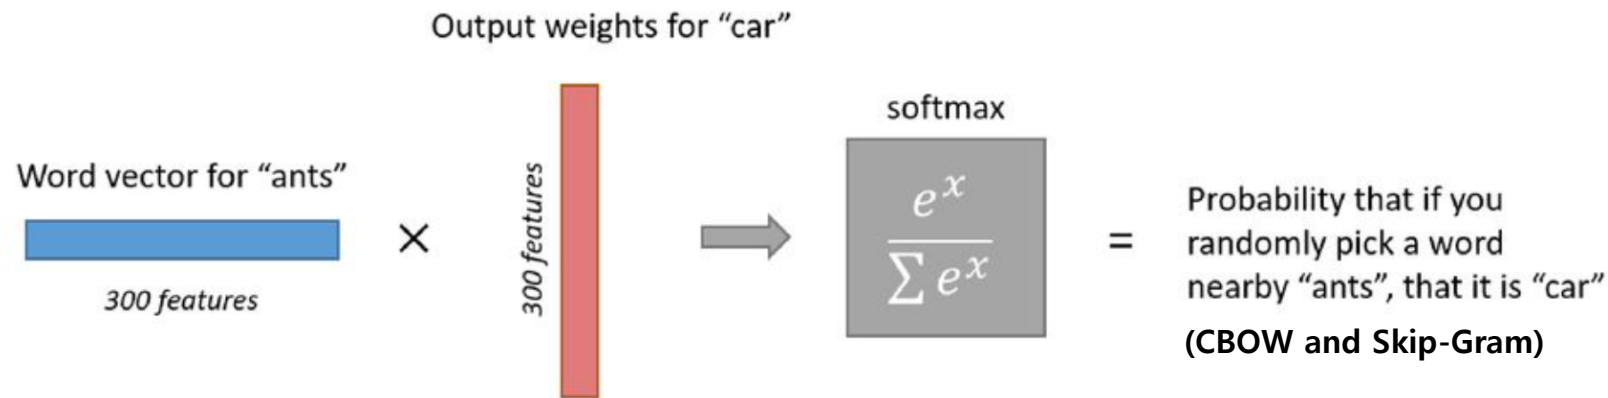 Output weights for “car”
softmax
Word vector for “ants”
300 features
×
300 features
e^x
∑ e^x
=
Probability that if you
randomly pick a word
nearby “ants”, that it is “car”
(CBOW and Skip-Gram)